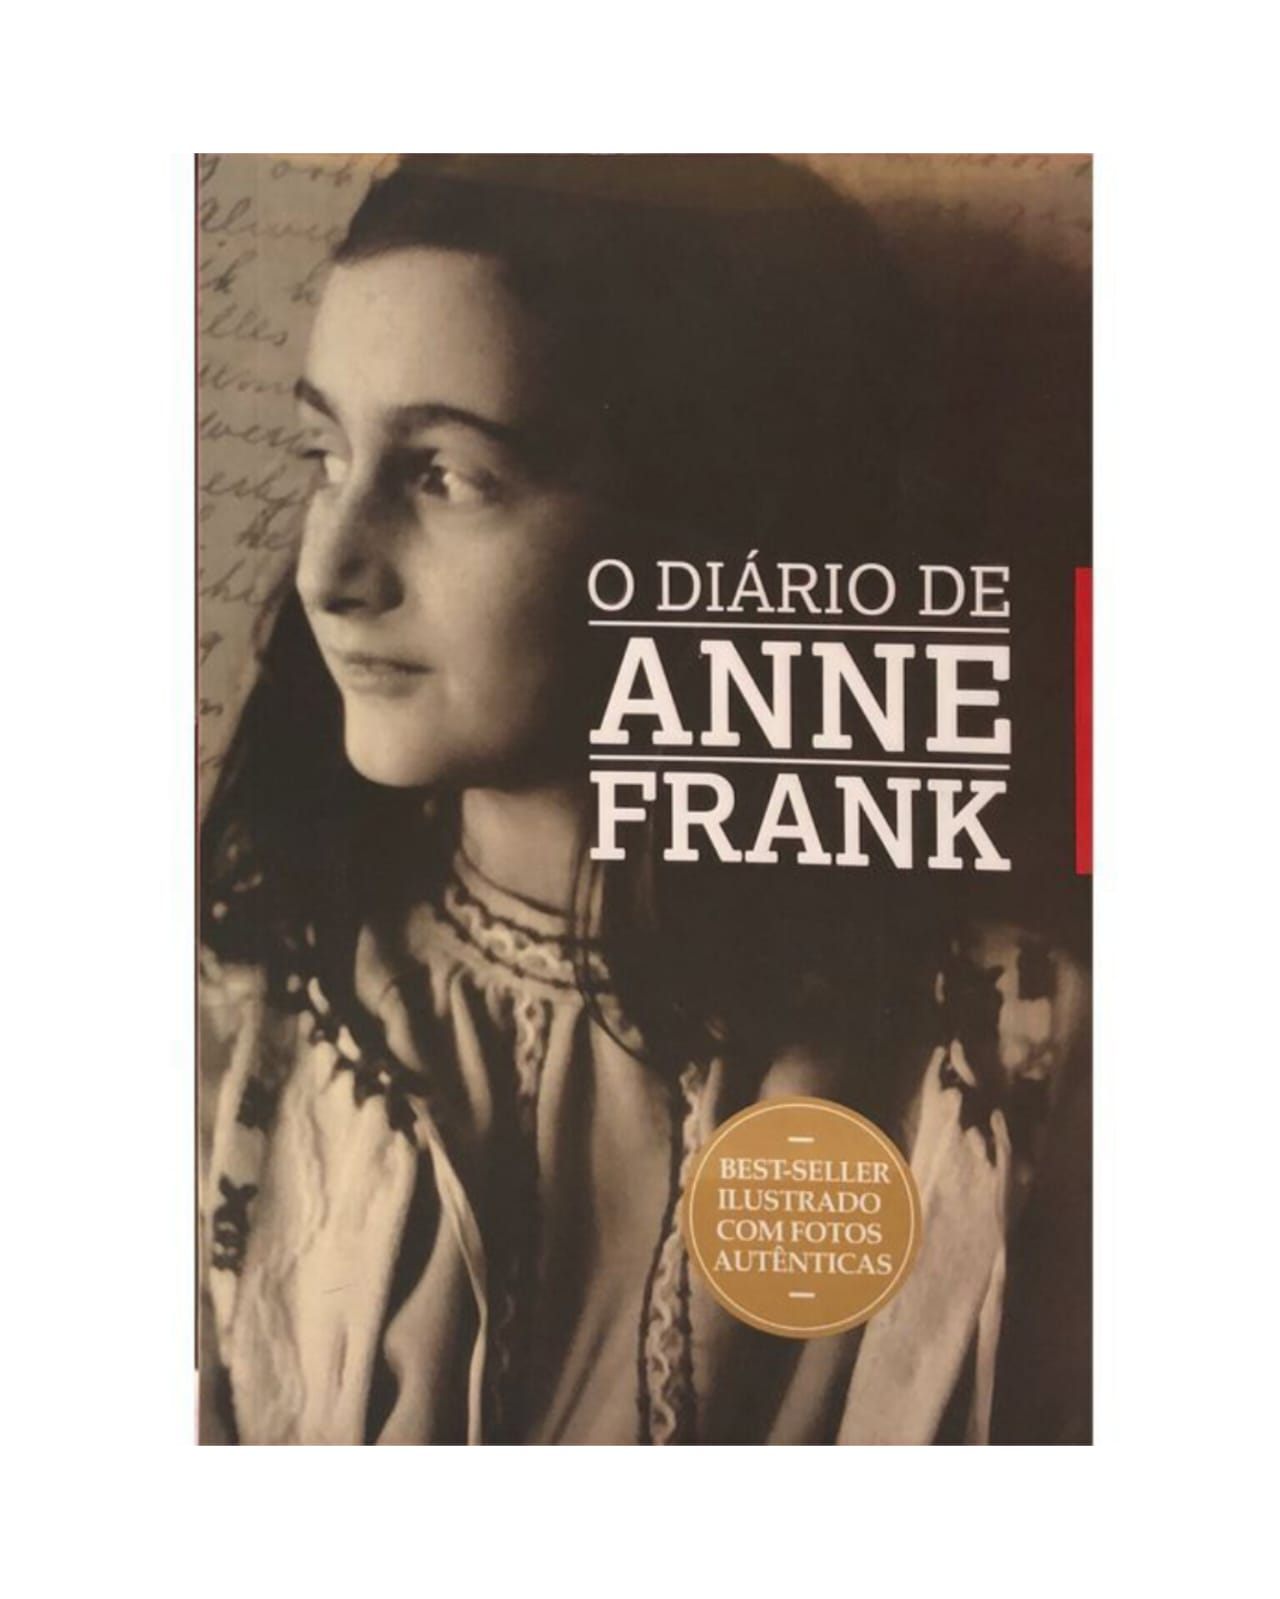 O DIÁRIO DE
ANNE
FRANK
BEST-SELLER
ILUSTRADO
COM FOTOS
AUTÊNTICAS